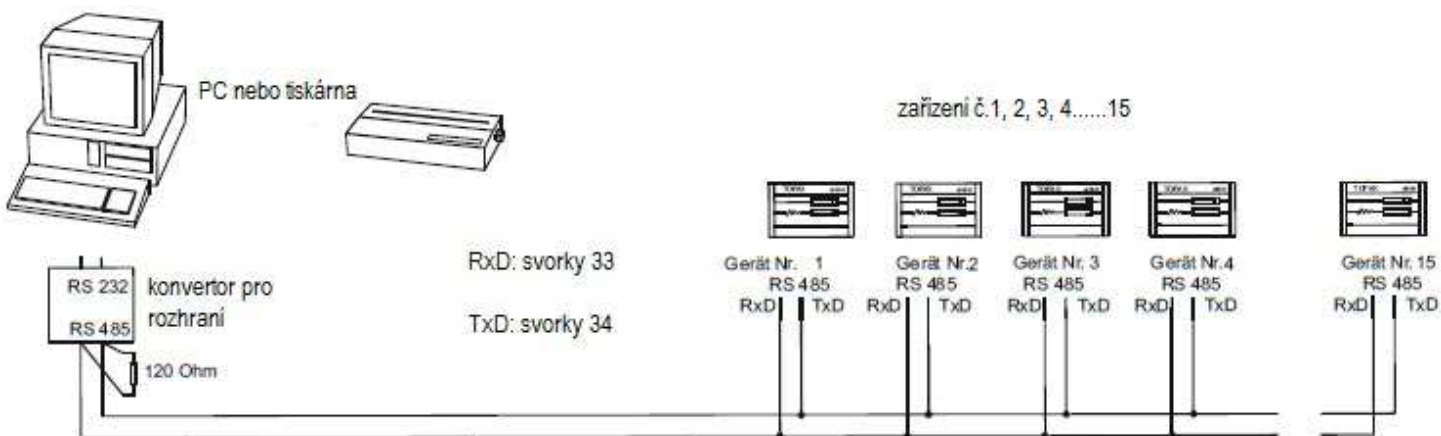 PC nebo tiskárna
zařízení č.1, 2, 3, 4......15
RxD: svorky 33
TxD: svorky 34
RS 232
RS 485
konvertor pro
rozhraní
120 Ohm
Gerät Nr. 1
RS 485
RxD TxD
Gerät Nr.2
RS 485
RxD TxD
Gerät Nr. 3
RS 485
RxD TxD
Gerät Nr.4
RS 485
RxD TxD
Gerät Nr. 15
RS 485
RxD TxD